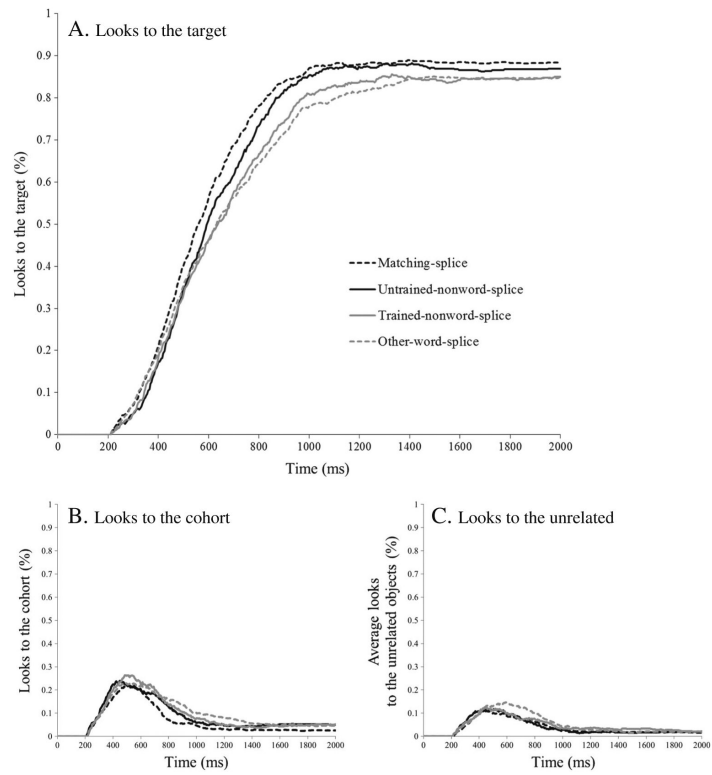 A. Looks to the target
1
0.9
0.8
0.7
0.6
0.5
0.4
0.3
0.2
0.1
0
Looks to the target (%)
Matching-splice
Untrained-nonword-splice
Trained-nonword-splice
Other-word-splice
0 200 400 600 800 1000 1200 1400 1600 1800 2000
Time (ms)
B. Looks to the cohort
1
0.9
0.8
0.7
0.6
0.5
0.4
0.3
0.2
0.1
0
Looks to the cohort (%)
0 200 400 600 800 1000 1200 1400 1600 1800 2000
Time (ms)
C. Looks to the unrelated
1
0.9
0.8
0.7
0.6
0.5
0.4
0.3
0.2
0.1
0
Average looks
to the unrelated objects (%)
0 200 400 600 800 1000 1200 1400 1600 1800 2000
Time (ms)